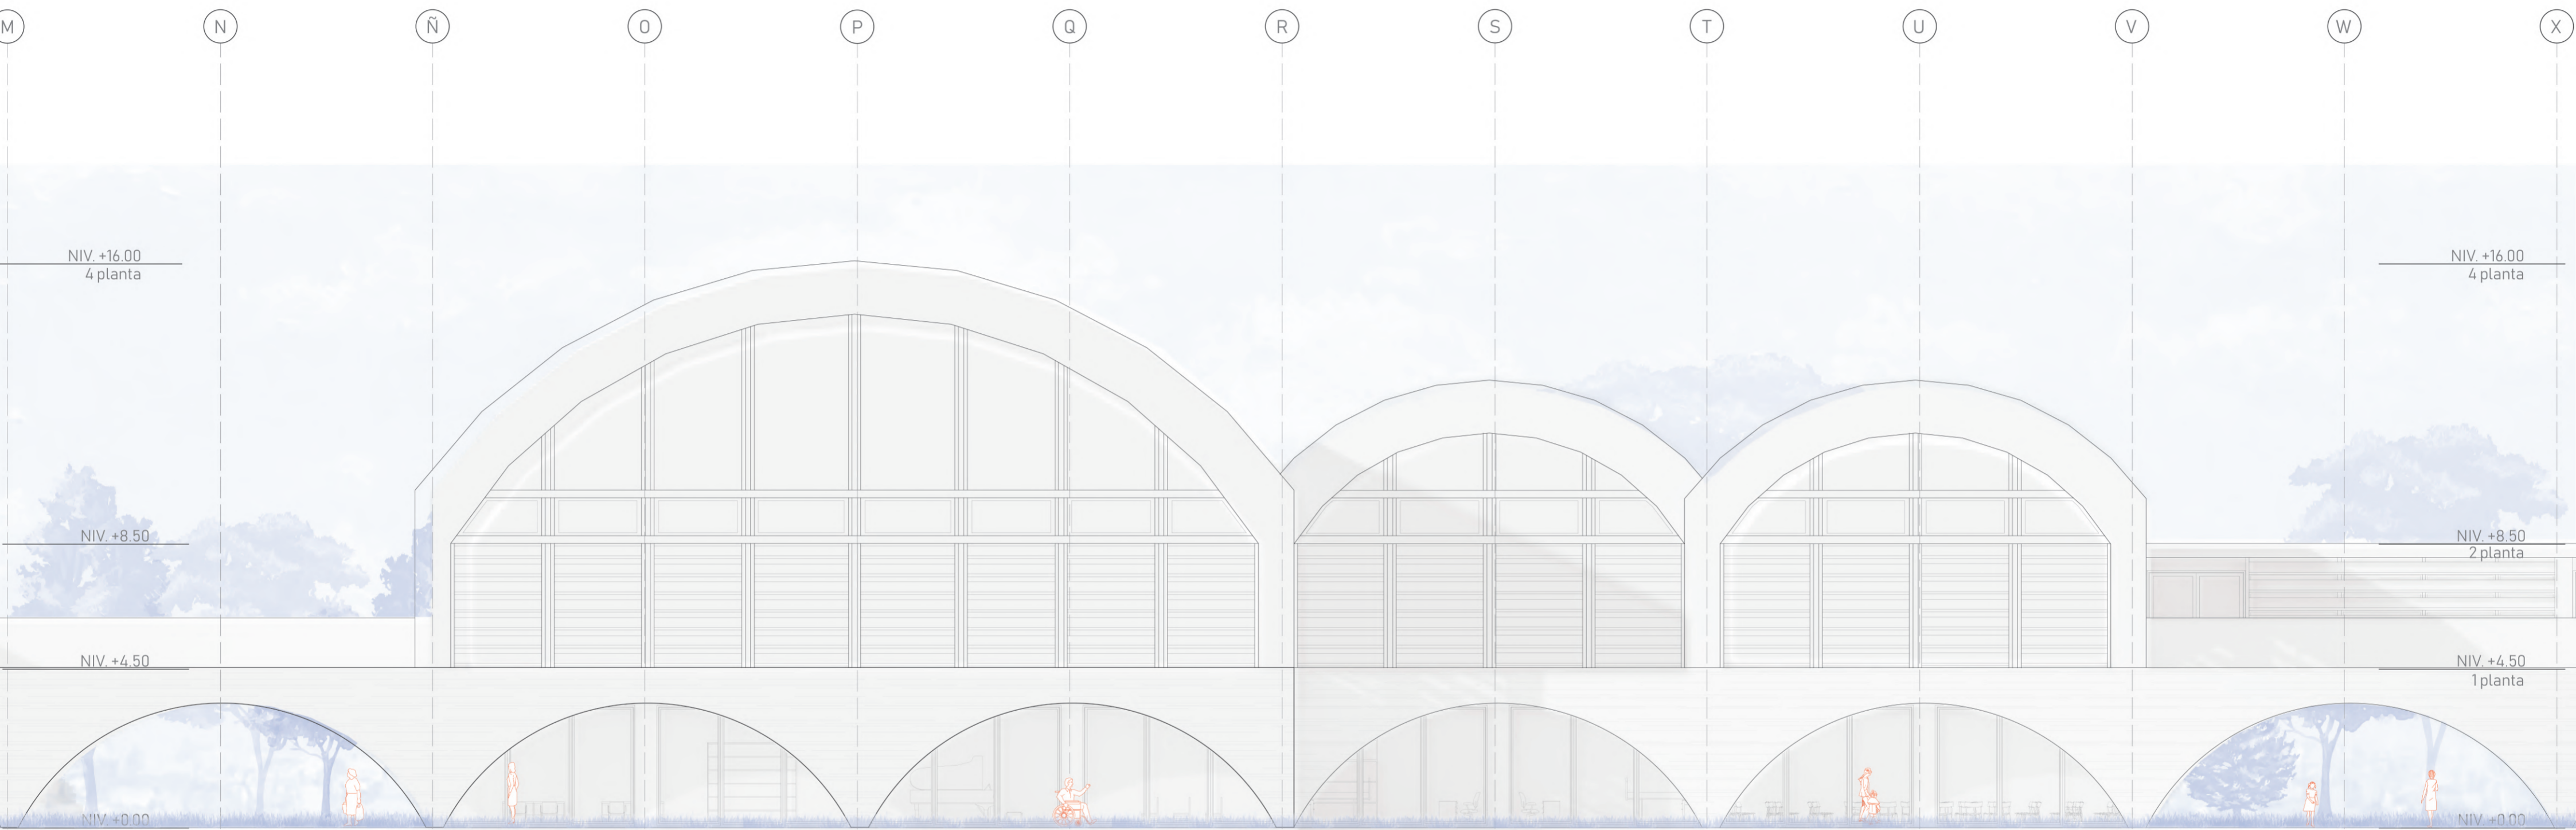 M N Ñ O P Q R S T U V W X
NIV. +16.00
4 planta
NIV. +16.00
4 planta
NIV. +8.50
NIV. +8.50
2 planta
NIV. +4.50
NIV. +4.50
1 planta
NIV. +0.00
NIV. +0.00